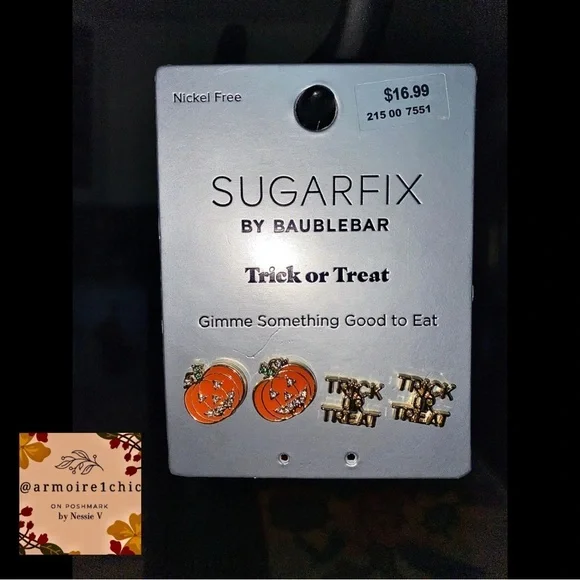 Nickel Free
$16.99
215 00 7551
SUGARFIX
BY BAUBLEBAR
Trick or Treat
Gimme Something Good to Eat
TRICK
OR
TREAT
TRICK
OR
TREAT
@armoire1chic
ON POSHMARK
by Nessie V